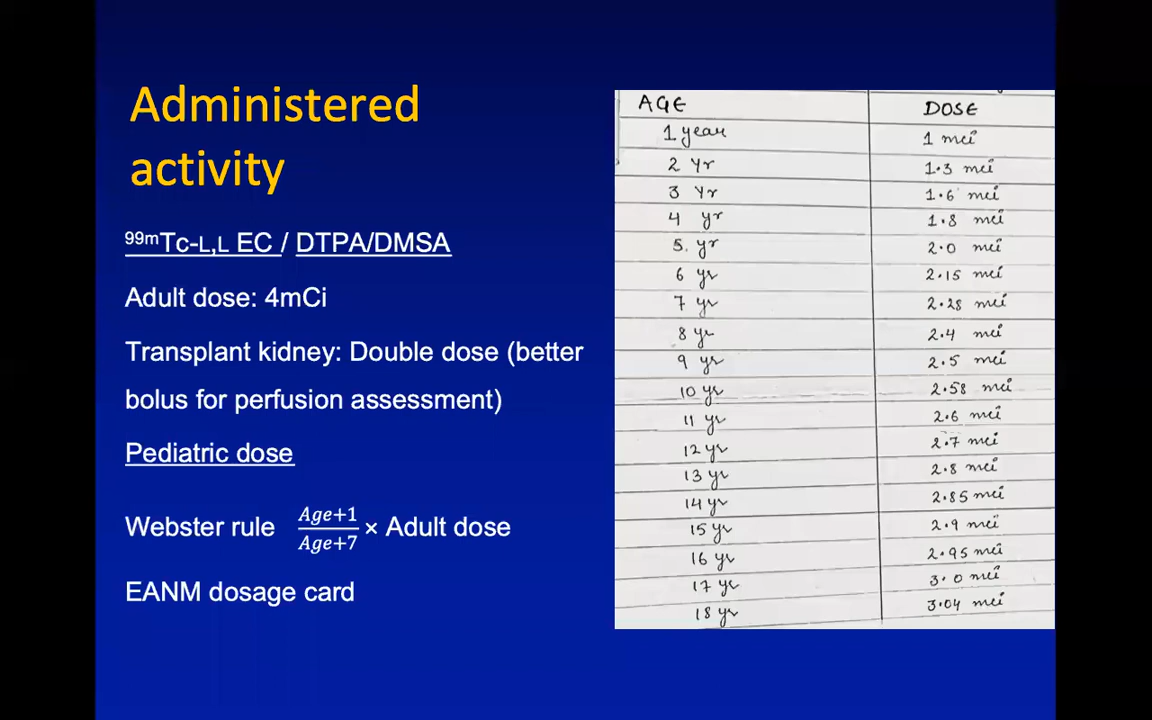 Administered
activity
99mTc-L,L EC / DTPA/DMSA
Adult dose: 4mCi
Transplant kidney: Double dose (better
bolus for perfusion assessment)
Pediatric dose
Webster rule Age+1/Age+7 × Adult dose
EANM dosage card
AGE DOSE
1 year 1 mci
2 Yr 1.3 mci
3 Yr 1.6 mci
4 yr 1.8 mci
5. yr 2.0 mci
6 yr 2.15 mci
7 yr 2.28 mci
8 yr 2.4 mci
9 yr 2.5 mci
10 yr 2.58 mci
11 yr 2.6 mci
12 yr 2.7 mci
13 yr 2.8 mci
14 yr 2.85 mci
15 yr 2.9 mci
16 yr 2.95 mci
17 yr 3.0 mci
18 yr 3.04 mci